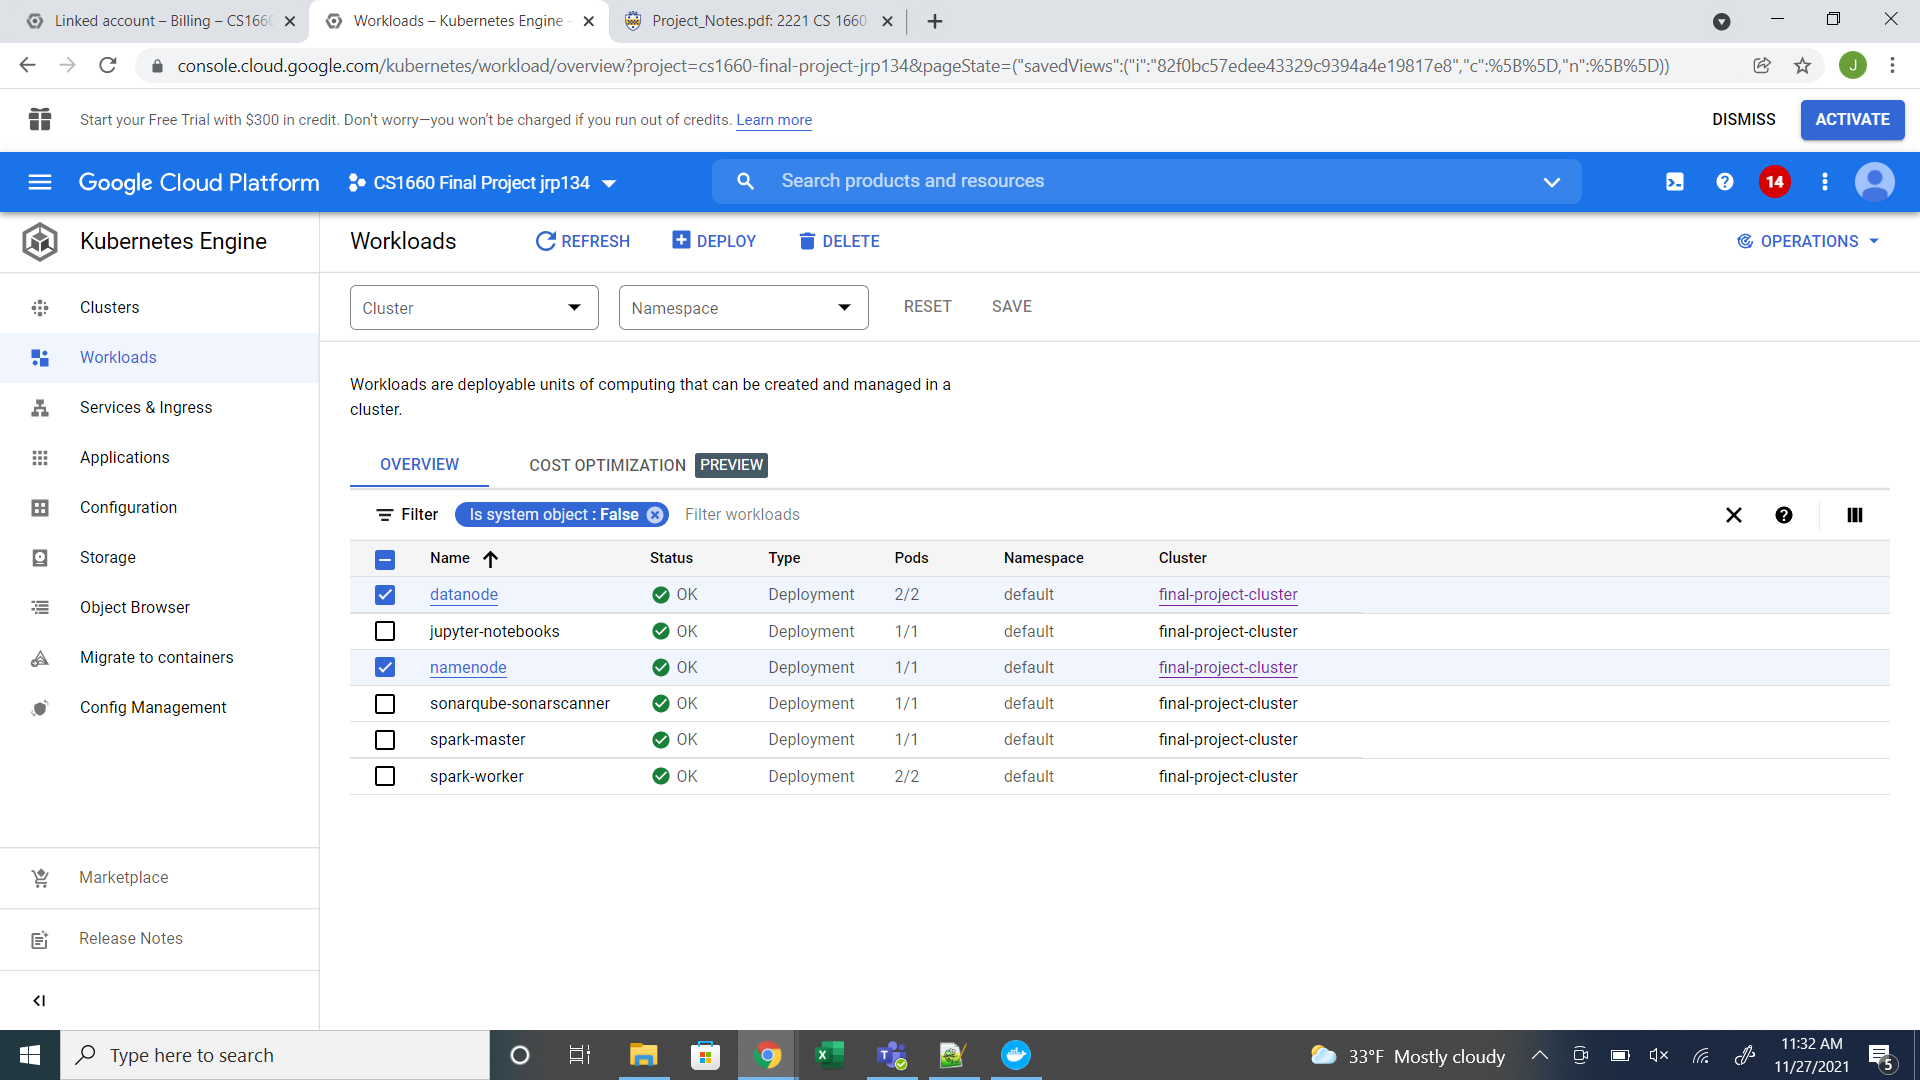 Linked account – Billing – CS166
Workloads – Kubernetes Engine –
Project_Notes.pdf: 2221 CS 1660
console.cloud.google.com/kubernetes/workload/overview?project=cs1660-final-project-jrp134&pageState=("savedViews":("i":"82f0bc57edee43329c9394a4e19817e8","c":%5B%5D,"n":%5B%5D))
J
Start your Free Trial with $300 in credit. Don't worry—you won't be charged if you run out of credits. Learn more
DISMISS
ACTIVATE
Google Cloud Platform
CS1660 Final Project jrp134
Search products and resources
14
Kubernetes Engine
Workloads
REFRESH
DEPLOY
DELETE
OPERATIONS
Clusters
Workloads
Services & Ingress
Applications
Configuration
Storage
Object Browser
Migrate to containers
Config Management
Marketplace
Release Notes
Cluster
Namespace
RESET
SAVE
Workloads are deployable units of computing that can be created and managed in a
cluster.
OVERVIEW
COST OPTIMIZATION PREVIEW
Filter
Is system object : False
Filter workloads
Name Status Type Pods Namespace Cluster
datanode OK Deployment 2/2 default final-project-cluster
jupyter-notebooks OK Deployment 1/1 default final-project-cluster
namenode OK Deployment 1/1 default final-project-cluster
sonarqube-sonarscanner OK Deployment 1/1 default final-project-cluster
spark-master OK Deployment 1/1 default final-project-cluster
spark-worker OK Deployment 2/2 default final-project-cluster
Type here to search
33°F Mostly cloudy
11:32 AM
11/27/2021
5